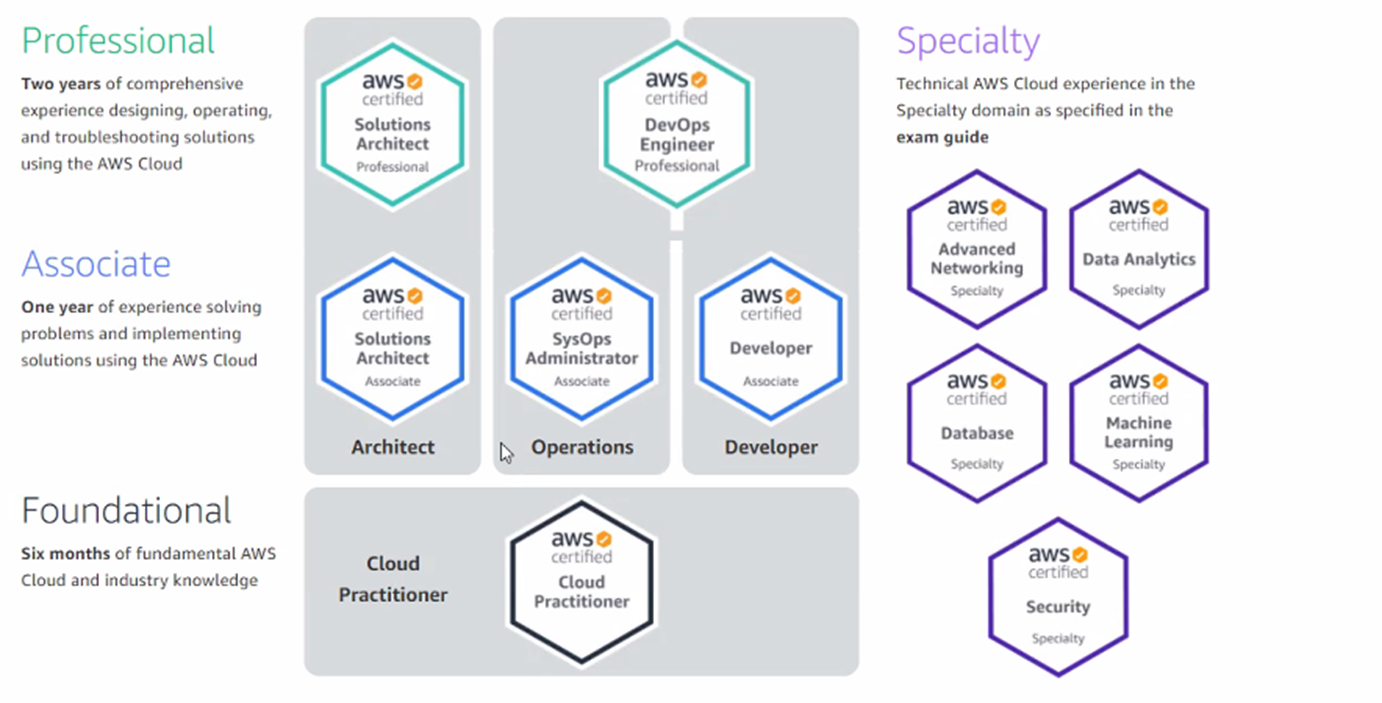 Professional
Two years of comprehensive
experience designing, operating,
and troubleshooting solutions
using the AWS Cloud
aws
certified
Solutions
Architect
Professional
aws
certified
DevOps
Engineer
Professional
Associate
One year of experience solving
problems and implementing
solutions using the AWS Cloud
aws
certified
Solutions
Architect
Associate
aws
certified
SysOps
Administrator
Associate
aws
certified
Developer
Associate
Architect
Operations
Developer
Foundational
Six months of fundamental AWS
Cloud and industry knowledge
Cloud
Practitioner
aws
certified
Cloud
Practitioner
Specialty
Technical AWS Cloud experience in the
Specialty domain as specified in the
exam guide
aws
certified
Advanced
Networking
Specialty
aws
certified
Data Analytics
Specialty
aws
certified
Database
Specialty
aws
certified
Machine
Learning
Specialty
aws
certified
Security
Specialty